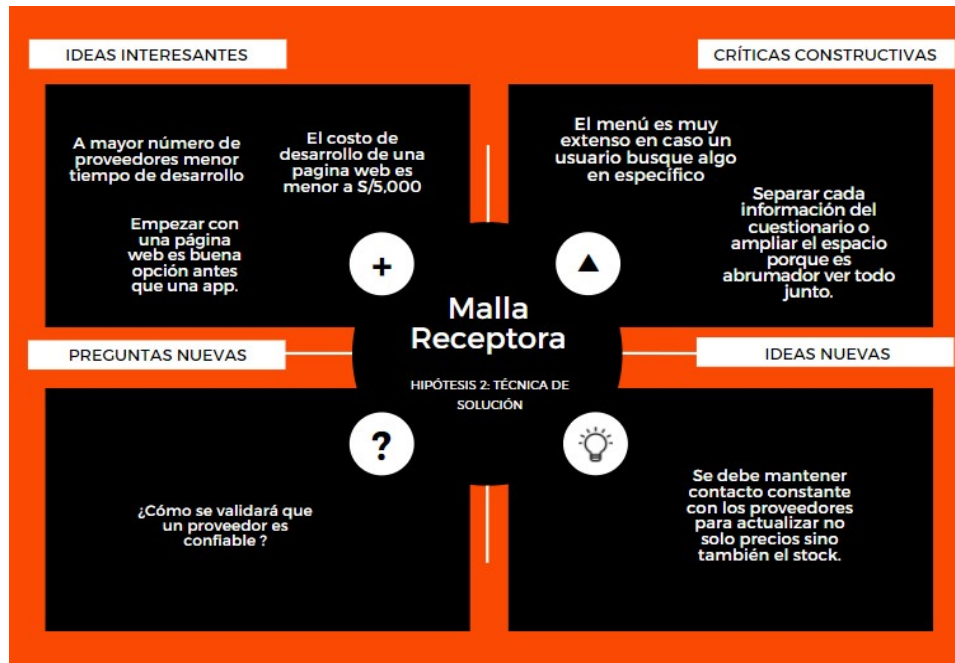 IDEAS INTERESANTES
CRÍTICAS CONSTRUCTIVAS
A mayor número de
proveedores menor
tiempo de desarrollo
El costo de
desarrollo de una
pagina web es
menor a S/5,000
Empezar con
una página
web es buena
opción antes
que una app.
El menú es muy
extenso en caso un
usuario busque algo
en específico
Separar cada
información del
cuestionario o
ampliar el espacio
porque es
abrumador ver todo
junto.
+
Malla
Receptora
HIPÓTESIS 2: TÉCNICA DE
SOLUCIÓN
PREGUNTAS NUEVAS
IDEAS NUEVAS
?
¿Cómo se validará que
un proveedor es
confiable ?
Se debe mantener
contacto constante
con los proveedores
para actualizar no
solo precios sino
también el stock.